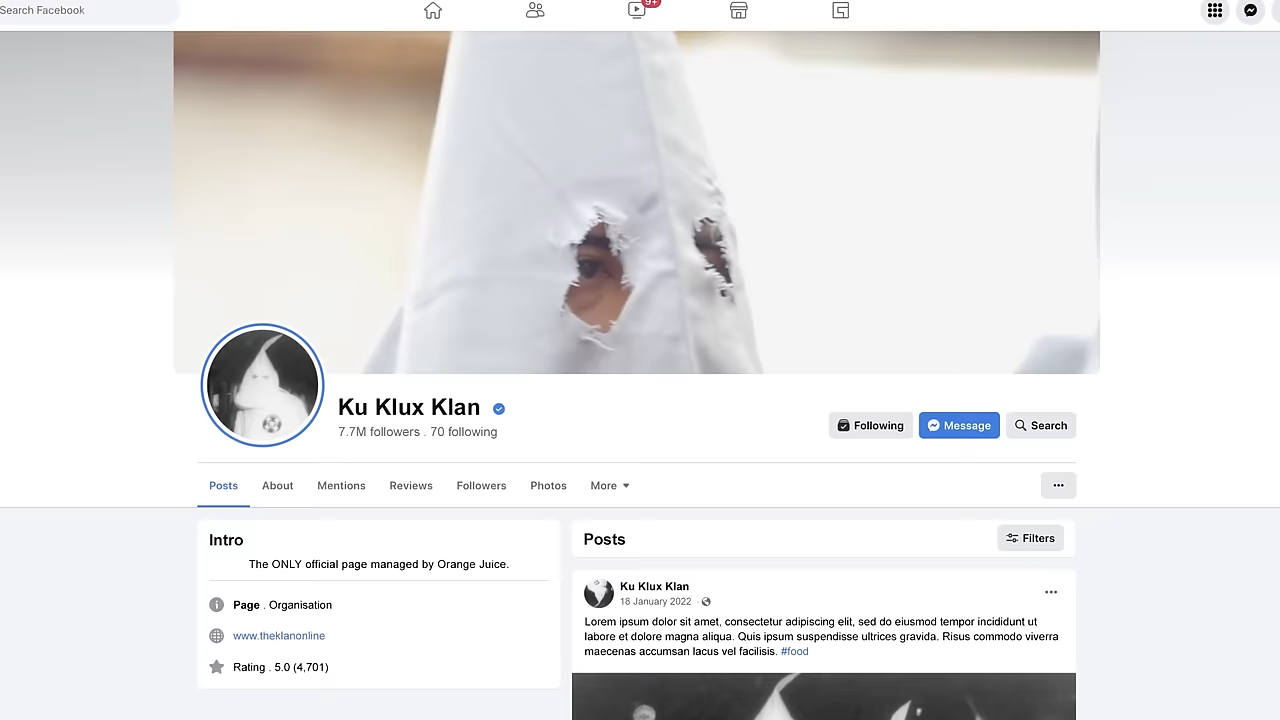 Search Facebook
9+
Ku Klux Klan
7.7M followers . 70 following
Following
Message
Search
Posts
About
Mentions
Reviews
Followers
Photos
More
Intro
The ONLY official page managed by Orange Juice.
Page . Organisation
www.theklanonline
Rating . 5.0 (4,701)
Posts
Filters
Ku Klux Klan
18 January 2022 ·
Lorem ipsum dolor sit amet, consectetur adipiscing elit, sed do eiusmod tempor incididunt ut
labore et dolore magna aliqua. Quis ipsum suspendisse ultrices gravida. Risus commodo viverra
maecenas accumsan lacus vel facilisis. #food